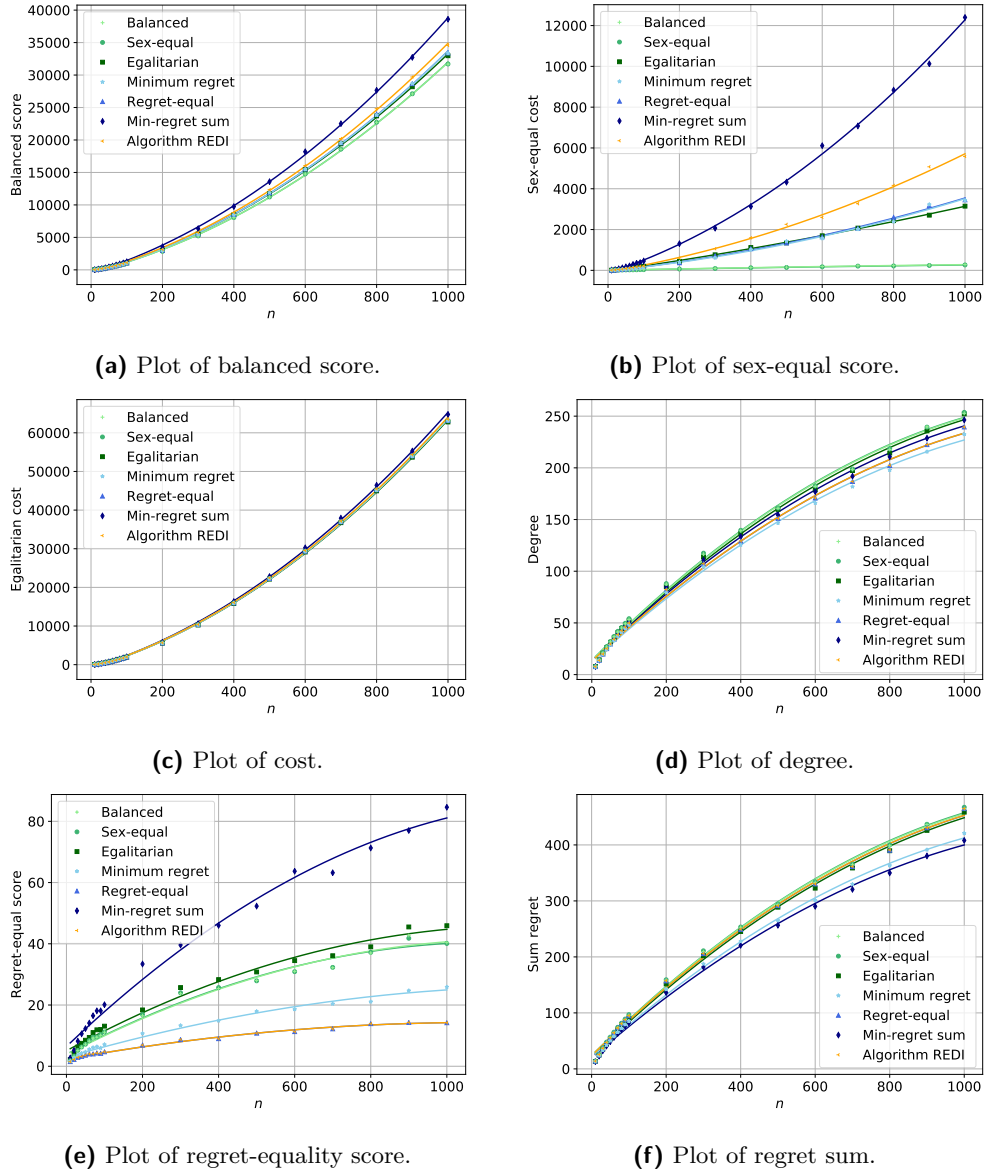 40000
35000
30000
25000
20000
15000
10000
5000
0
Balanced score
Balanced
Sex-equal
Egalitarian
Minimum regret
Regret-equal
Min-regret sum
Algorithm REDI
0 200 400 600 800 1000
n
(a) Plot of balanced score.
12000
10000
8000
6000
4000
2000
0
Sex-equal cost
Balanced
Sex-equal
Egalitarian
Minimum regret
Regret-equal
Min-regret sum
Algorithm REDI
0 200 400 600 800 1000
n
(b) Plot of sex-equal score.
60000
50000
40000
30000
20000
10000
0
Egalitarian cost
Balanced
Sex-equal
Egalitarian
Minimum regret
Regret-equal
Min-regret sum
Algorithm REDI
0 200 400 600 800 1000
n
(c) Plot of cost.
250
200
150
100
50
0
Degree
Balanced
Sex-equal
Egalitarian
Minimum regret
Regret-equal
Min-regret sum
Algorithm REDI
0 200 400 600 800 1000
n
(d) Plot of degree.
80
60
40
20
0
Regret-equal score
Balanced
Sex-equal
Egalitarian
Minimum regret
Regret-equal
Min-regret sum
Algorithm REDI
0 200 400 600 800 1000
n
(e) Plot of regret-equality score.
400
300
200
100
0
Sum regret
Balanced
Sex-equal
Egalitarian
Minimum regret
Regret-equal
Min-regret sum
Algorithm REDI
0 200 400 600 800 1000
n
(f) Plot of regret sum.